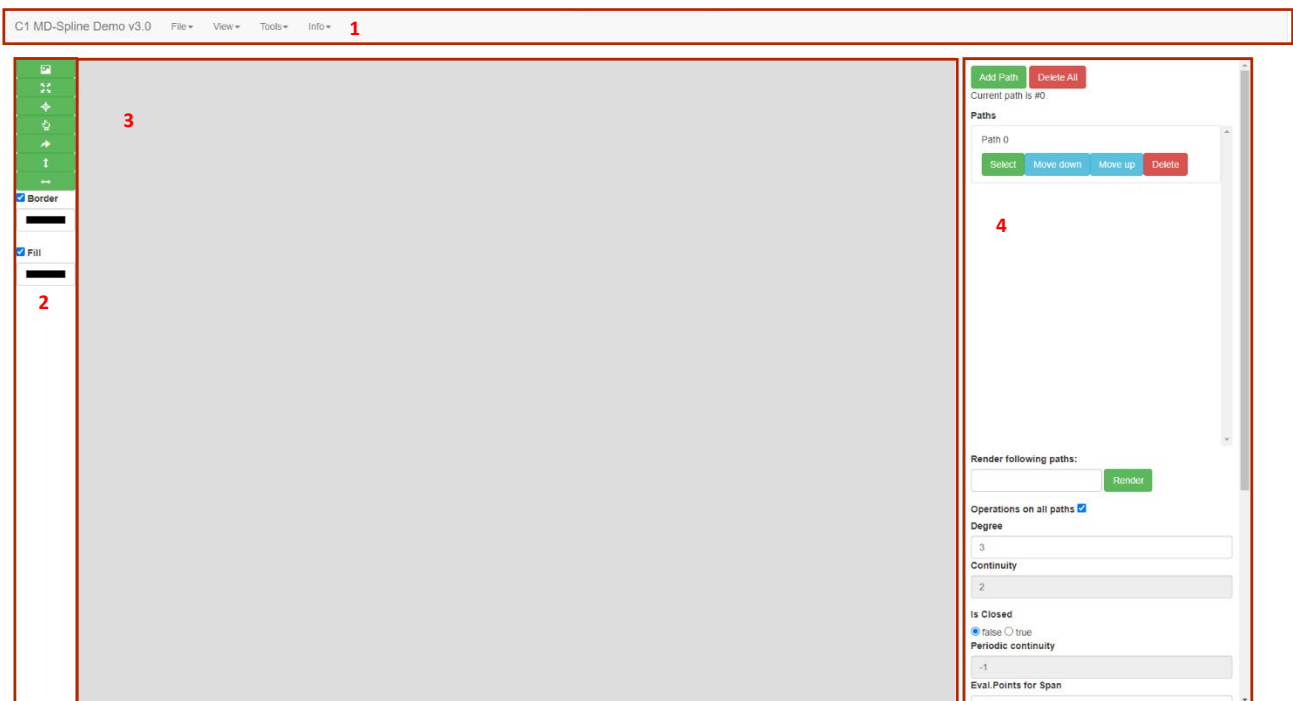 C1 MD-Spline Demo v3.0 File View Tools Info 1
Border
Fill
2
3
Add Path Delete All
Current path is #0
Paths
Path 0
Select Move down Move up Delete
4
Render following paths:
Render
Operations on all paths
Degree
3
Continuity
2
Is Closed
false true
Periodic continuity
-1
Eval.Points for Span